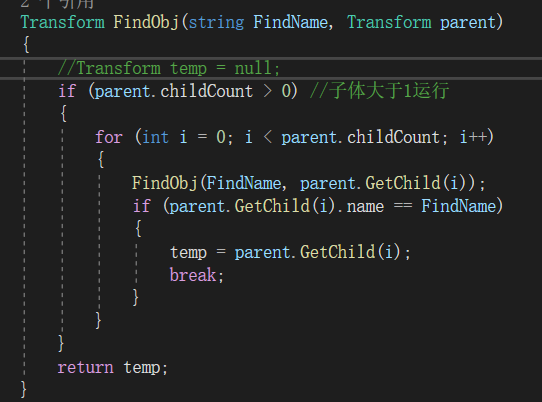 2 个引用
Transform FindObj(string FindName, Transform parent)
{
//Transform temp = null;
if (parent.childCount > 0) //子体大于1运行
{
for (int i = 0; i < parent.childCount; i++)
{
FindObj(FindName, parent.GetChild(i));
if (parent.GetChild(i).name == FindName)
{
temp = parent.GetChild(i);
break;
}
}
}
return temp;
}